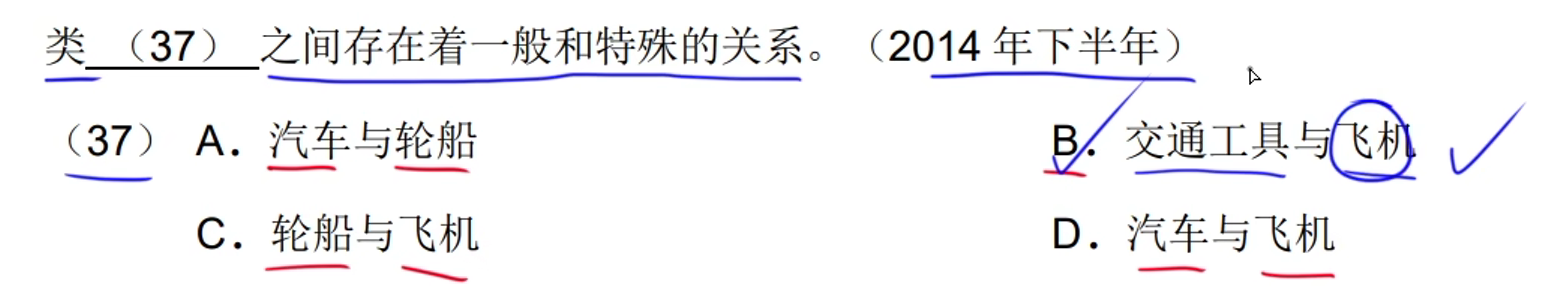 类 （37） 之间存在着一般和特殊的关系。（2014 年下半年）
（37） A．汽车与轮船 B．交通工具与飞机
C．轮船与飞机 D．汽车与飞机